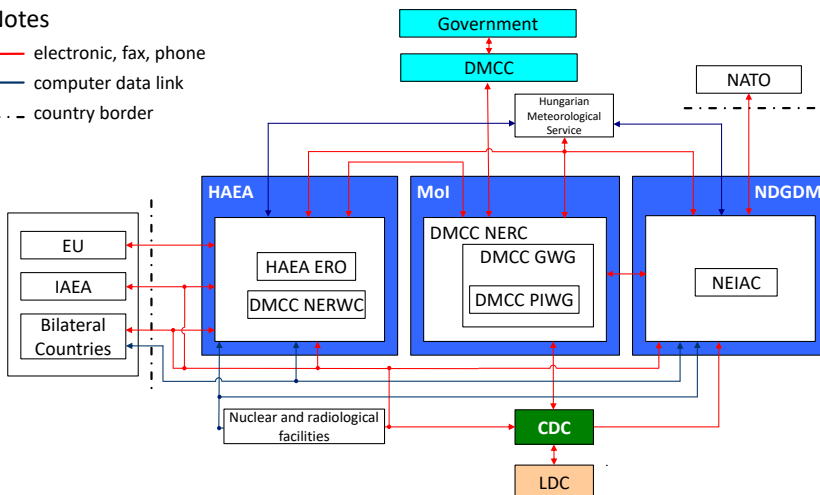 Notes
electronic, fax, phone
computer data link
country border
Government
DMCC
NATO
Hungarian
Meteorological
Service
HAEA
MoI
NDGDM
EU
IAEA
Bilateral
Countries
HAEA ERO
DMCC NERWC
DMCC NERC
DMCC GWG
DMCC PIWG
NEIAC
Nuclear and radiological
facilities
CDC
LDC